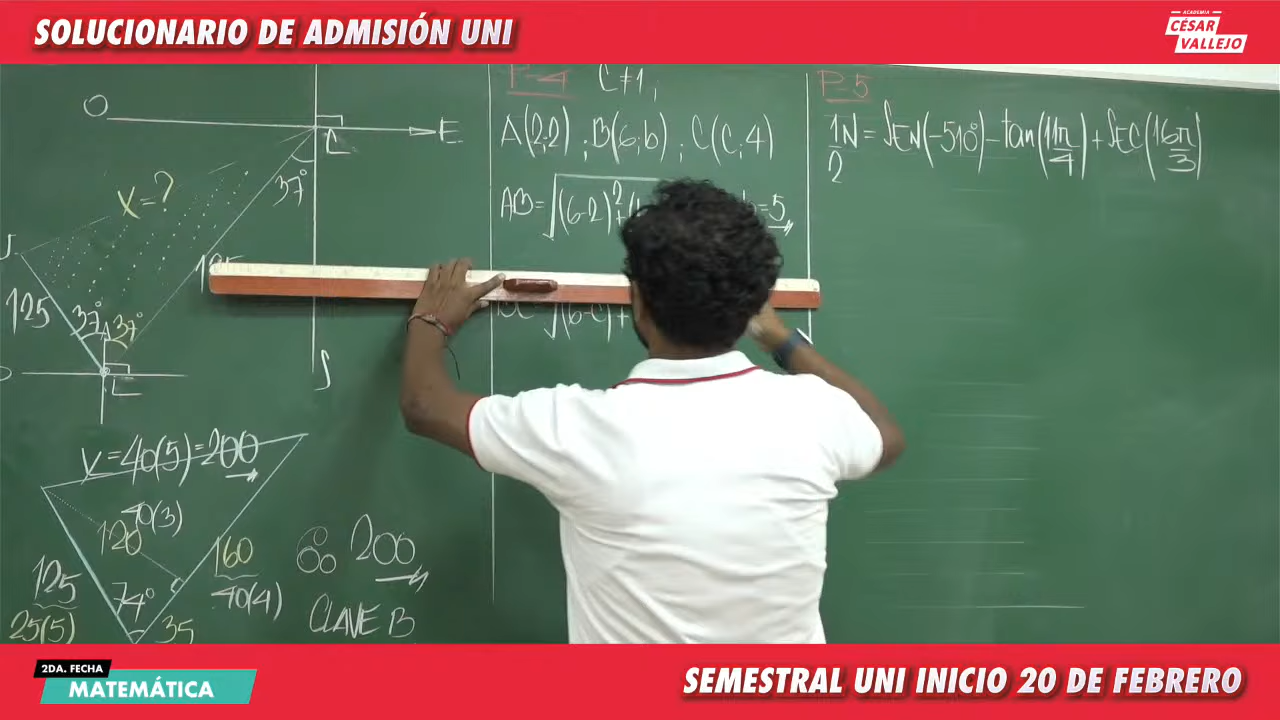 SOLUCIONARIO DE ADMISIÓN UNI
ACADEMIA
CÉSAR
VALLEJO
O
E
37°
x=?
125
37°
37°
S
x=40(5)=200
40(3)
120
160
40(4)
125
25(5)
74°
35
∴ 200
CLAVE B
P-4
C≠1,
A(2;2) ; B(6;b) ; C(C;4)
AB=√(6-2)²+
=5
P-5
1/2 N = SEN(-510°)-tan(11π/4)+SEC(16π/3)
2DA. FECHA
MATEMÁTICA
SEMESTRAL UNI INICIO 20 DE FEBRERO